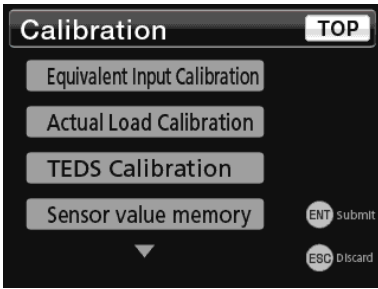 Calibration TOP
Equivalent Input Calibration
Actual Load Calibration
TEDS Calibration
Sensor value memory
ENT Submit
ESC Discard